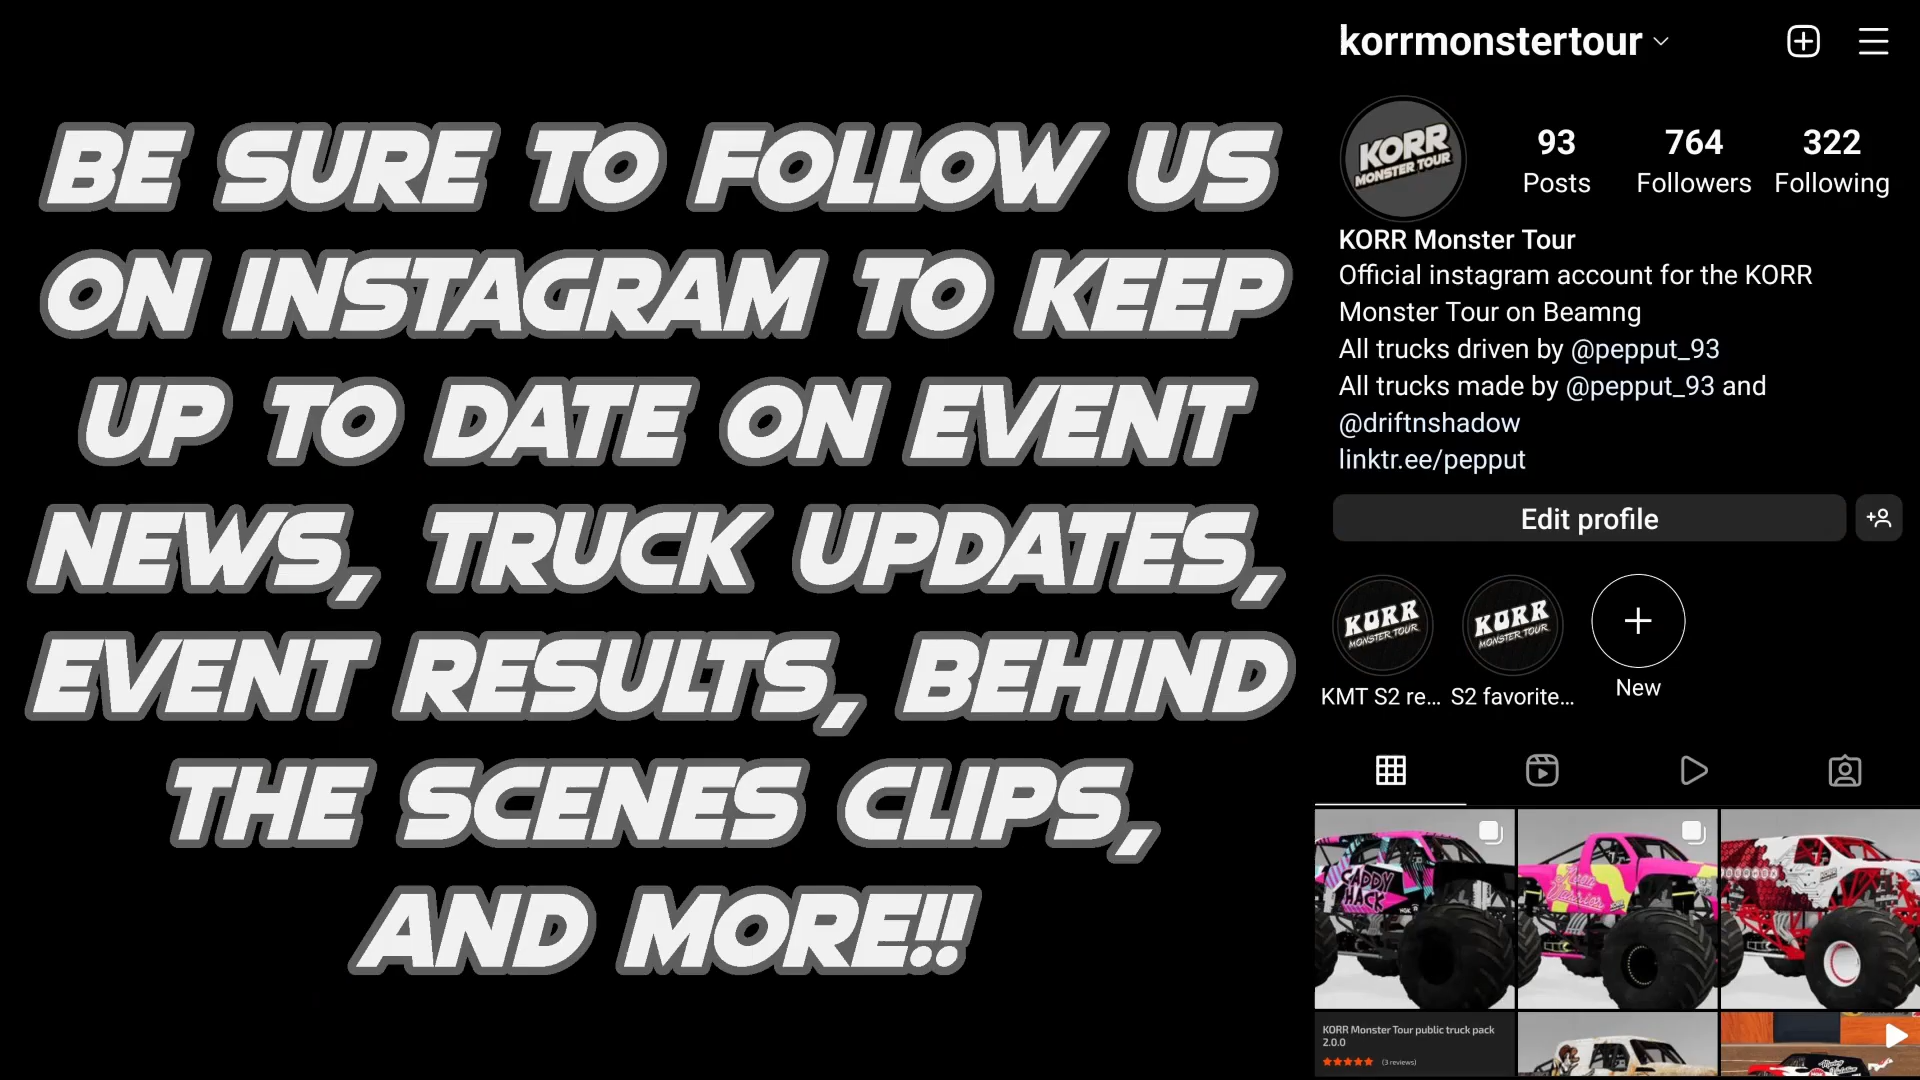 BE SURE TO FOLLOW US
ON INSTAGRAM TO KEEP
UP TO DATE ON EVENT
NEWS, TRUCK UPDATES,
EVENT RESULTS, BEHIND
THE SCENES CLIPS,
AND MORE!!
korrmonstertour
KORR
MONSTER TOUR
93
Posts
764
Followers
322
Following
KORR Monster Tour
Official instagram account for the KORR
Monster Tour on Beamng
All trucks driven by @pepput_93
All trucks made by @pepput_93 and
@driftnshadow
linktr.ee/pepput
Edit profile
KORR
MONSTER TOUR
KORR
MONSTER TOUR
KMT S2 re...
S2 favorite...
New
CADDY
HACK
KORR Monster Tour public truck pack
2.0.0
(3 reviews)